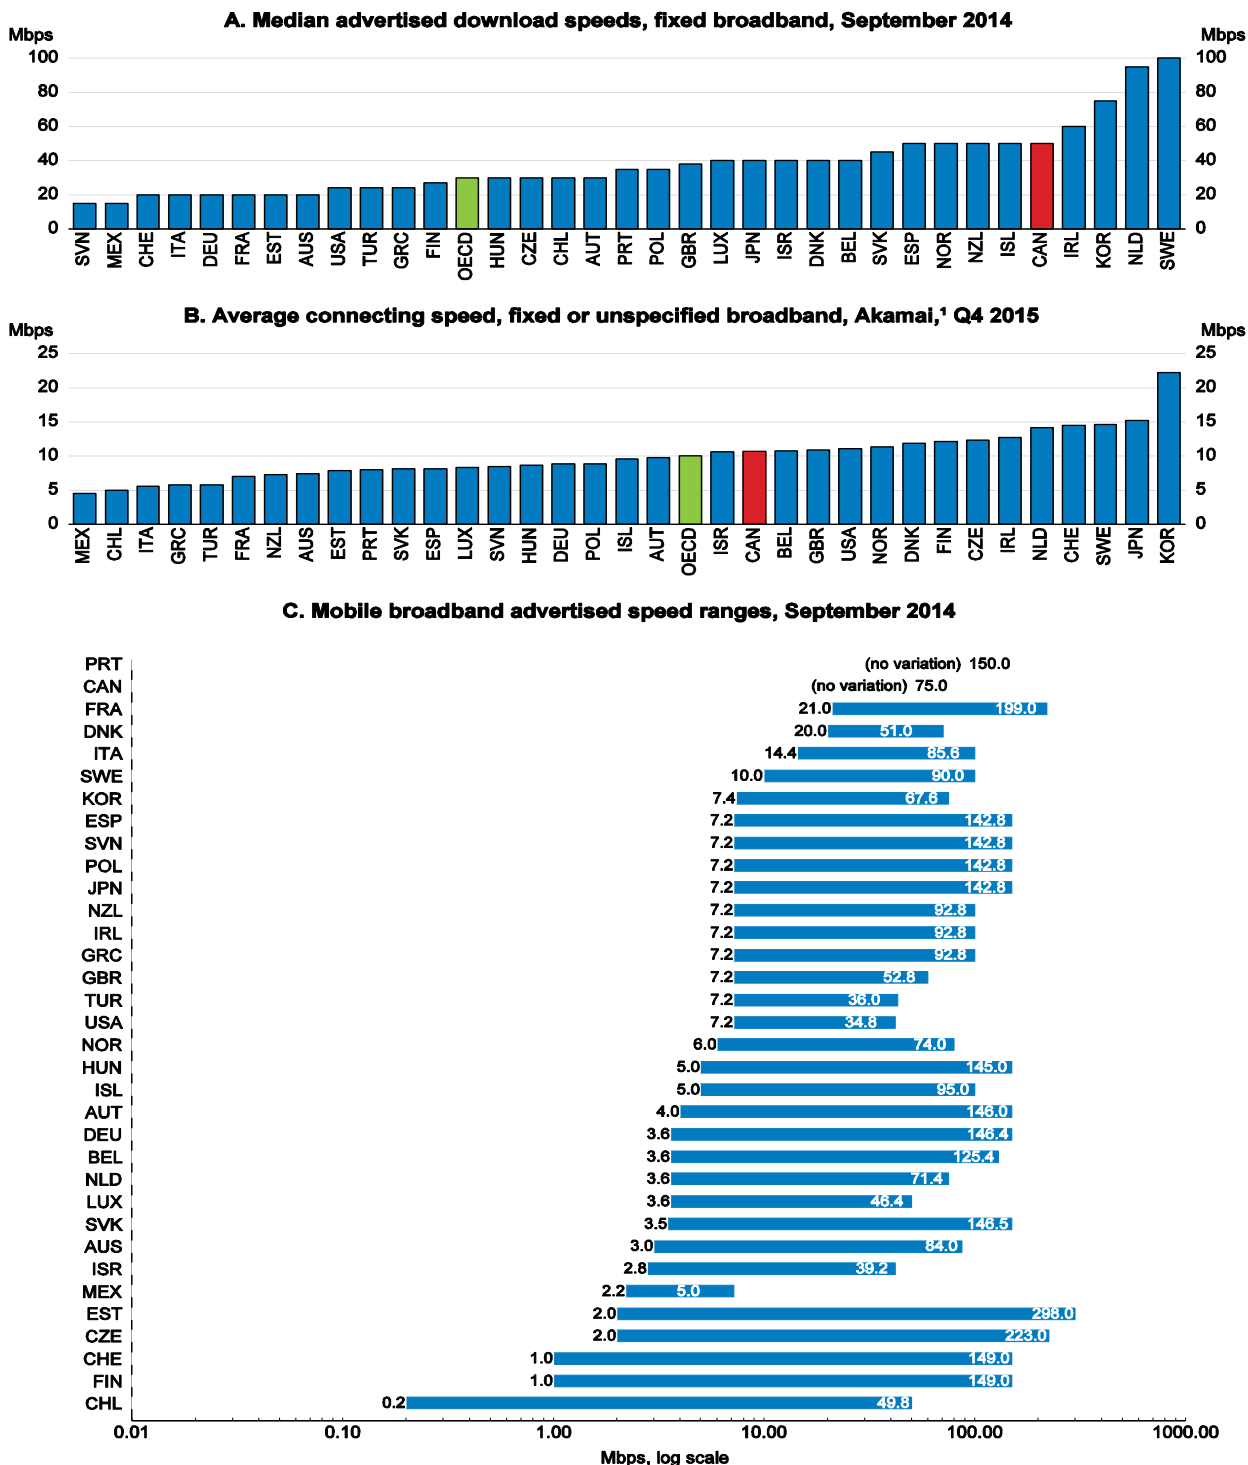 A. Median advertised download speeds, fixed broadband, September 2014
Mbps Mbps
100 100
80 80
60 60
40 40
20 20
0 0
SVN MEX CHE ITA DEU FRA EST AUS USA TUR GRC FIN OECD HUN CZE CHL AUT PRT POL GBR LUX JPN ISR DNK BEL SVK ESP NOR NZL ISL CAN IRL KOR NLD SWE
B. Average connecting speed, fixed or unspecified broadband, Akamai,¹ Q4 2015
Mbps Mbps
25 25
20 20
15 15
10 10
5 5
0 0
MEX CHL ITA GRC TUR FRA NZL AUS EST PRT SVK ESP LUX SVN HUN DEU POL ISL AUT OECD ISR CAN BEL GBR USA NOR DNK FIN CZE IRL NLD CHE SWE JPN KOR
C. Mobile broadband advertised speed ranges, September 2014
PRT (no variation) 150.0
CAN (no variation) 75.0
FRA 21.0 199.0
DNK 20.0 51.0
ITA 14.4 85.6
SWE 10.0 90.0
KOR 7.4 67.6
ESP 7.2 142.8
SVN 7.2 142.8
POL 7.2 142.8
JPN 7.2 142.8
NZL 7.2 92.8
IRL 7.2 92.8
GRC 7.2 92.8
GBR 7.2 52.8
TUR 7.2 36.0
USA 7.2 34.8
NOR 6.0 74.0
HUN 5.0 145.0
ISL 5.0 95.0
AUT 4.0 146.0
DEU 3.6 146.4
BEL 3.6 125.4
NLD 3.6 71.4
LUX 3.6 46.4
SVK 3.5 146.5
AUS 3.0 84.0
ISR 2.8 39.2
MEX 2.2 5.0
EST 2.0 298.0
CZE 2.0 223.0
CHE 1.0 149.0
FIN 1.0 149.0
CHL 0.2 49.8
0.01 0.10 1.00 10.00 100.00 1000.00
Mbps, log scale